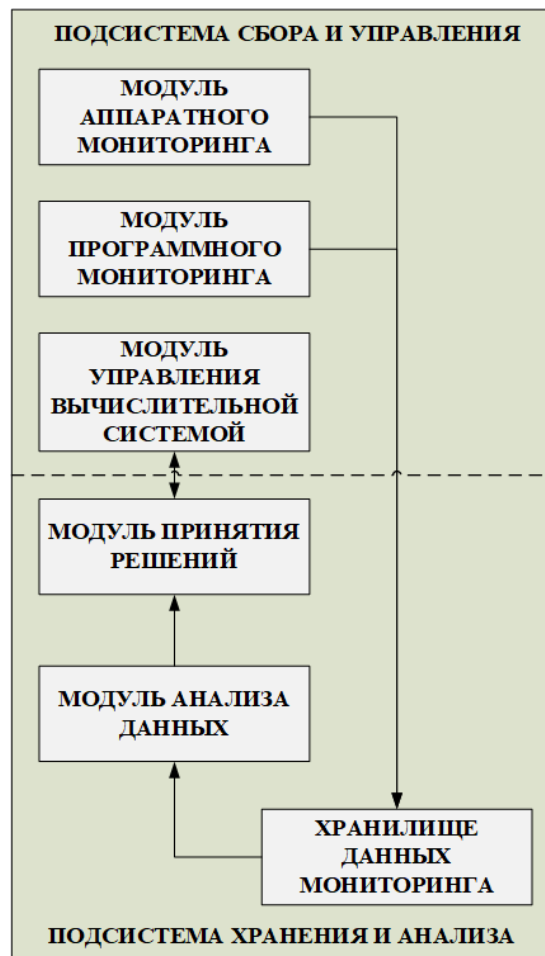 ПОДСИСТЕМА СБОРА И УПРАВЛЕНИЯ
МОДУЛЬ
АППАРАТНОГО
МОНИТОРИНГА
МОДУЛЬ
ПРОГРАММНОГО
МОНИТОРИНГА
МОДУЛЬ
УПРАВЛЕНИЯ
ВЫЧИСЛИТЕЛЬНОЙ
СИСТЕМОЙ
МОДУЛЬ ПРИНЯТИЯ
РЕШЕНИЙ
МОДУЛЬ АНАЛИЗА
ДАННЫХ
ХРАНИЛИЩЕ
ДАННЫХ
МОНИТОРИНГА
ПОДСИСТЕМА ХРАНЕНИЯ И АНАЛИЗА